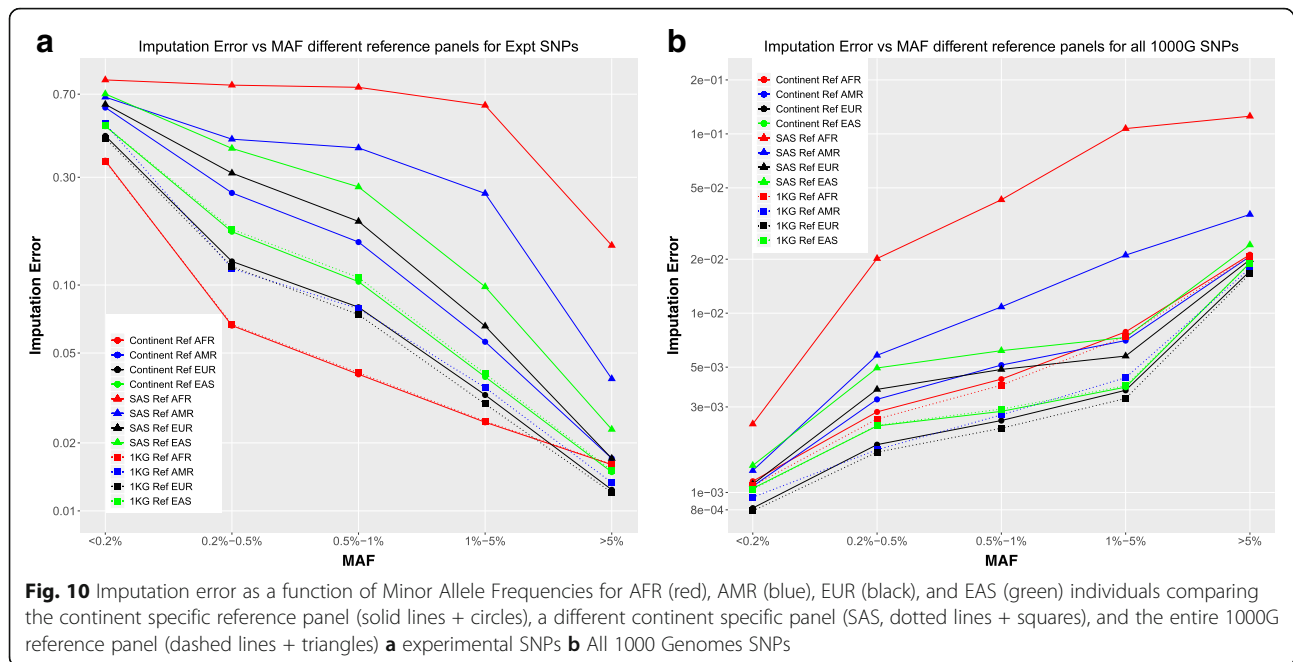 a
Imputation Error vs MAF different reference panels for Expt SNPs
Imputation Error
0.70
0.30
0.10
0.05
0.02
0.01
Continent Ref AFR
Continent Ref AMR
Continent Ref EUR
Continent Ref EAS
SAS Ref AFR
SAS Ref AMR
SAS Ref EUR
SAS Ref EAS
1KG Ref AFR
1KG Ref AMR
1KG Ref EUR
1KG Ref EAS
<0.2%
0.2%−0.5%
0.5%−1%
1%−5%
>5%
MAF
b
Imputation Error vs MAF different reference panels for all 1000G SNPs
Imputation Error
2e−01
1e−01
5e−02
2e−02
1e−02
5e−03
3e−03
1e−03
8e−04
Continent Ref AFR
Continent Ref AMR
Continent Ref EUR
Continent Ref EAS
SAS Ref AFR
SAS Ref AMR
SAS Ref EUR
SAS Ref EAS
1KG Ref AFR
1KG Ref AMR
1KG Ref EUR
1KG Ref EAS
<0.2%
0.2%−0.5%
0.5%−1%
1%−5%
>5%
MAF
Fig. 10 Imputation error as a function of Minor Allele Frequencies for AFR (red), AMR (blue), EUR (black), and EAS (green) individuals comparing
the continent specific reference panel (solid lines + circles), a different continent specific panel (SAS, dotted lines + squares), and the entire 1000G
reference panel (dashed lines + triangles) a experimental SNPs b All 1000 Genomes SNPs